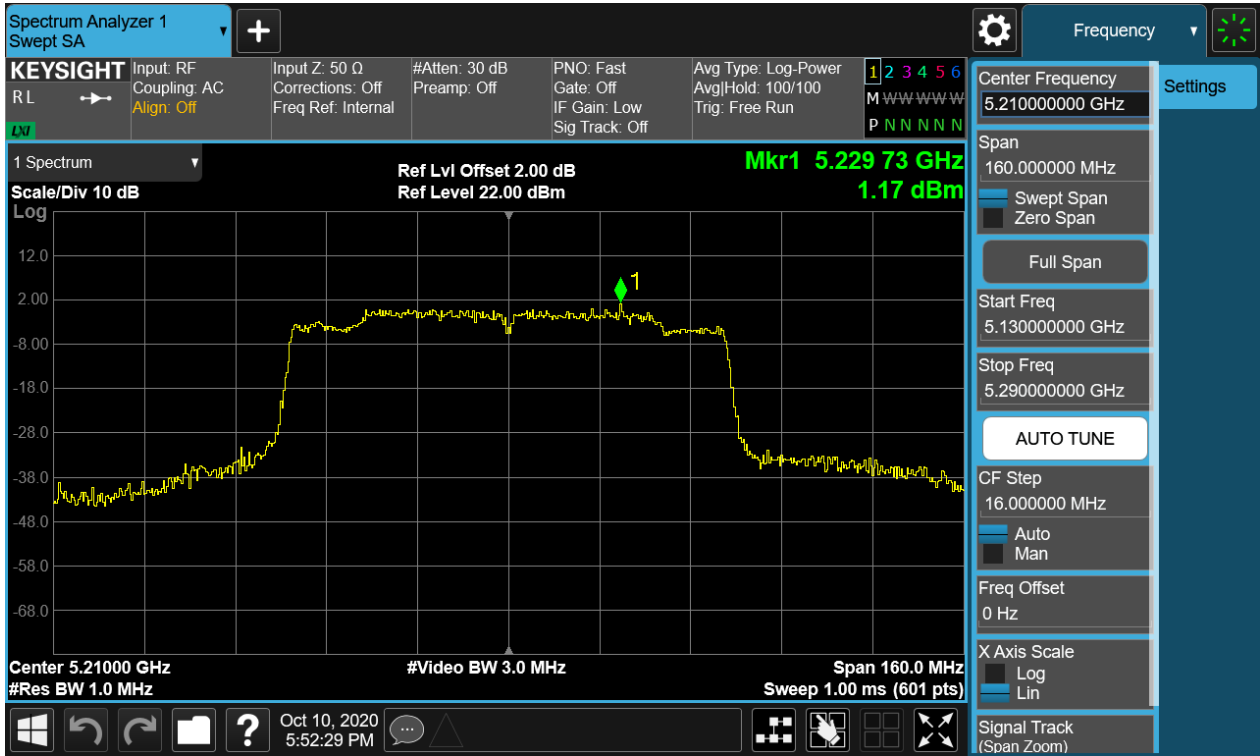 Spectrum Analyzer 1
Swept SA
Frequency
KEYSIGHT
R L
LXI
Input: RF
Coupling: AC
Align: Off
Input Z: 50 Ω
Corrections: Off
Freq Ref: Internal
#Atten: 30 dB
Preamp: Off
PNO: Fast
Gate: Off
IF Gain: Low
Sig Track: Off
Avg Type: Log-Power
Avg|Hold: 100/100
Trig: Free Run
1 2 3 4 5 6
M W W W W W
P N N N N N
1 Spectrum
Scale/Div 10 dB
Ref Lvl Offset 2.00 dB
Ref Level 22.00 dBm
Mkr1 5.229 73 GHz
1.17 dBm
Log
12.0
2.00
-8.00
-18.0
-28.0
-38.0
-48.0
-58.0
-68.0
1
Center 5.21000 GHz
#Video BW 3.0 MHz
Span 160.0 MHz
#Res BW 1.0 MHz
Sweep 1.00 ms (601 pts)
Center Frequency
5.210000000 GHz
Settings
Span
160.000000 MHz
Swept Span
Zero Span
Full Span
Start Freq
5.130000000 GHz
Stop Freq
5.290000000 GHz
AUTO TUNE
CF Step
16.000000 MHz
Auto
Man
Freq Offset
0 Hz
X Axis Scale
Log
Lin
Signal Track
(Span Zoom)
?
Oct 10, 2020
5:52:29 PM